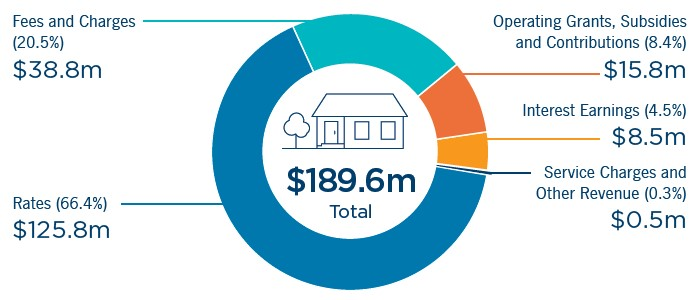 Fees and Charges
(20.5%)
$38.8m
Rates (66.4%)
$125.8m
$189.6m
Total
Operating Grants, Subsidies
and Contributions (8.4%)
$15.8m
Interest Earnings (4.5%)
$8.5m
Service Charges and
Other Revenue (0.3%)
$0.5m